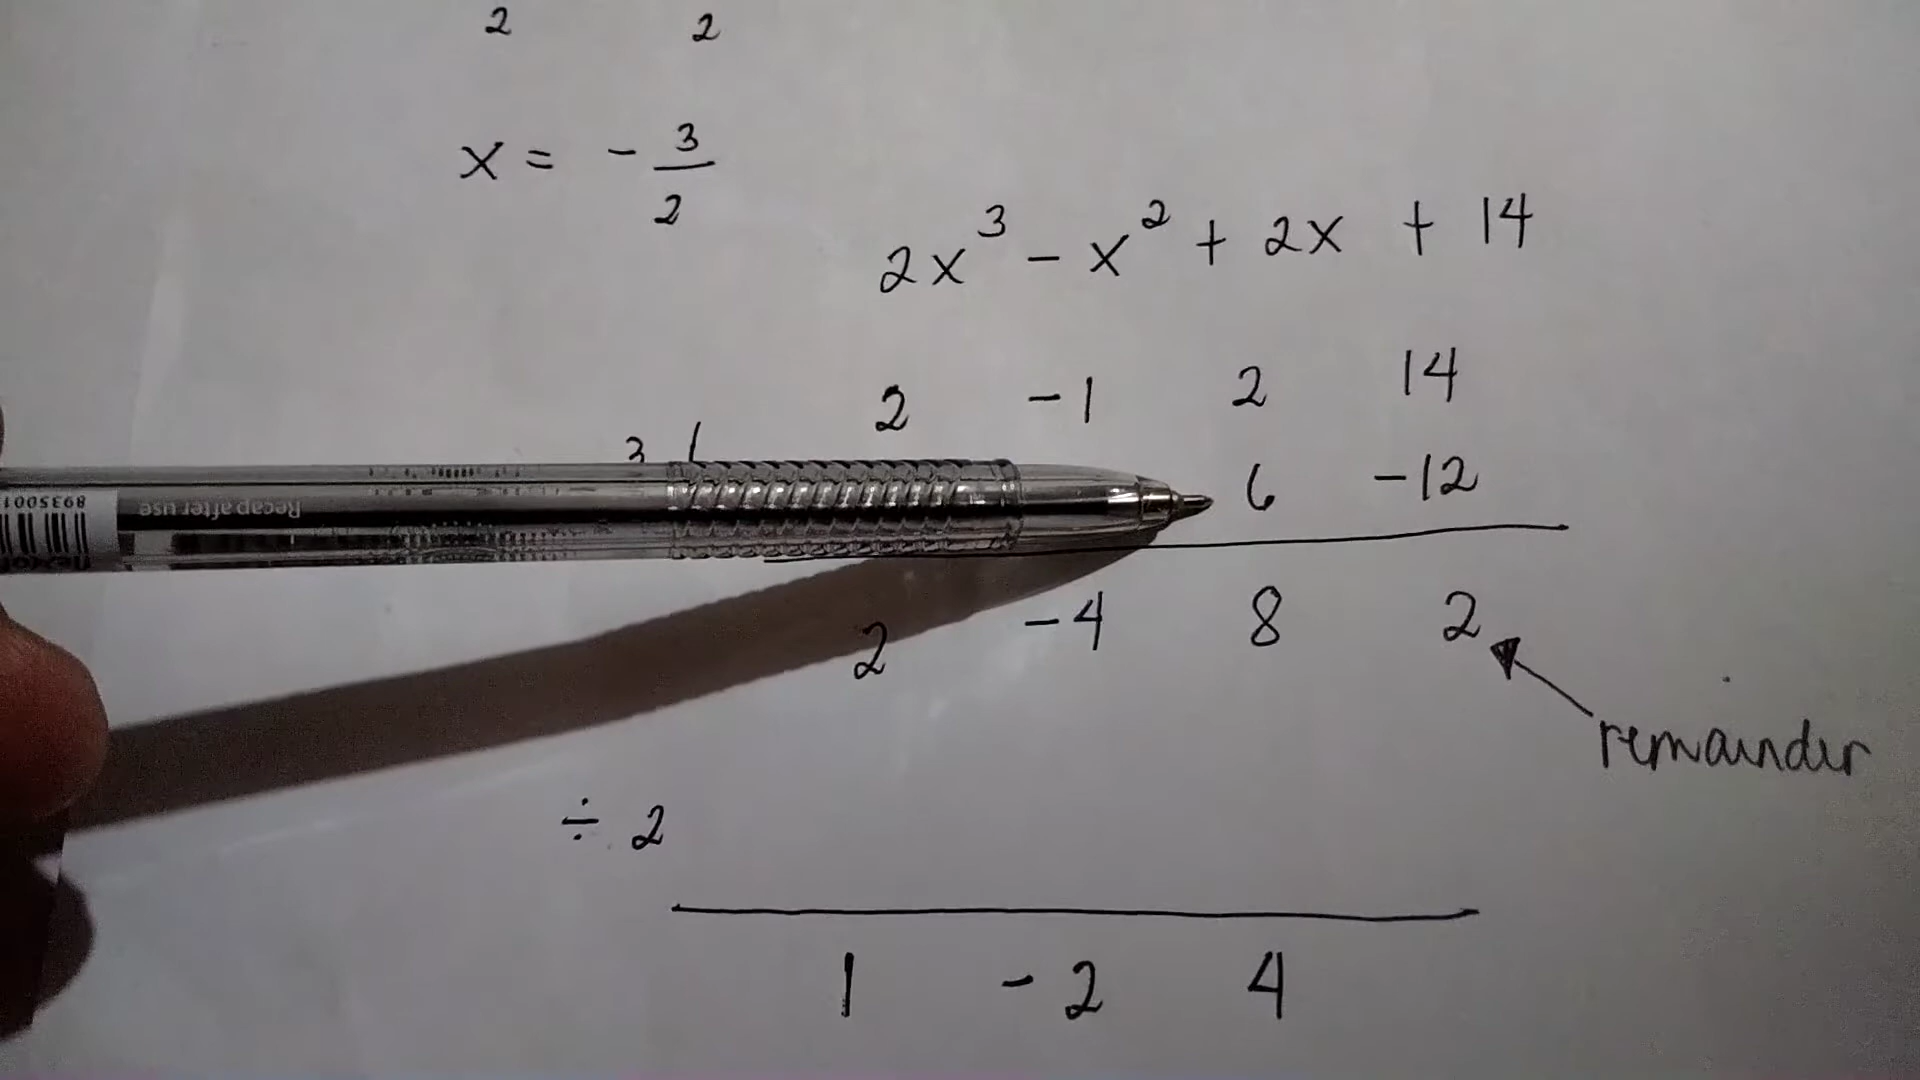 2 2
x = - 3/2
2x³ - x² + 2x + 14
2 -1 2 14
3
6 -12
Recap after use
8935001
2 -4 8 2
remainder
÷ 2
1 -2 4